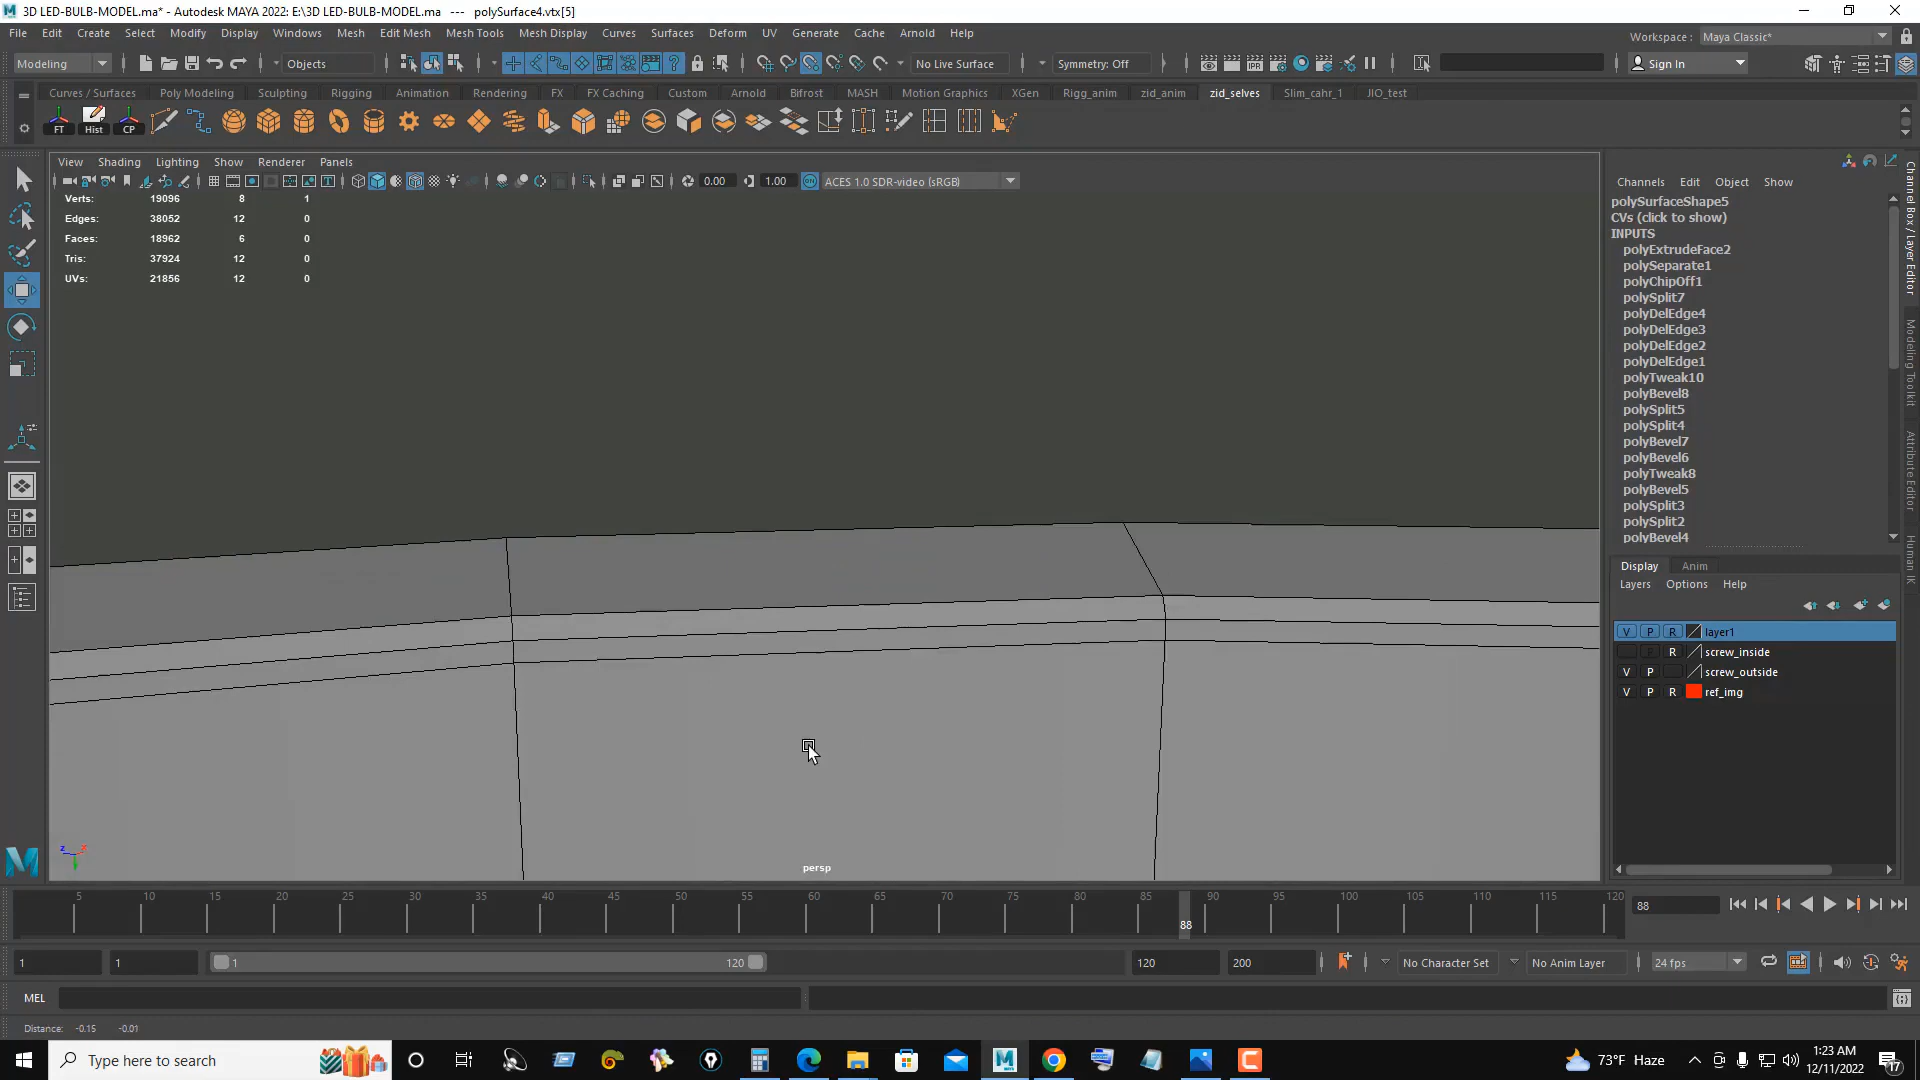 3D LED-BULB-MODEL.ma* - Autodesk MAYA 2022: E:\3D LED-BULB-MODEL.ma   ---   polySurface4.vtx[5]
File Edit Create Select Modify Display Windows Mesh Edit Mesh Mesh Tools Mesh Display Curves Surfaces Deform UV Generate Cache Arnold Help
Workspace : Maya Classic*
Modeling Objects No Live Surface Symmetry: Off Sign In
Curves / Surfaces Poly Modeling Sculpting Rigging Animation Rendering FX FX Caching Custom Arnold Bifrost MASH Motion Graphics XGen Rigg_anim zid_anim zid_selves Slim_cahr_1 JIO_test
FT Hist CP
View Shading Lighting Show Renderer Panels
0.00 1.00 ACES 1.0 SDR-video (sRGB)
Verts: 19096 8 1
Edges: 38052 12 0
Faces: 18962 6 0
Tris: 37924 12 0
UVs: 21856 12 0
persp
Channels Edit Object Show
polySurfaceShape5
CVs (click to show)
INPUTS
polyExtrudeFace2
polySeparate1
polyChipOff1
polySplit7
polyDelEdge4
polyDelEdge3
polyDelEdge2
polyDelEdge1
polyTweak10
polyBevel8
polySplit5
polySplit4
polyBevel7
polyBevel6
polyTweak8
polyBevel5
polySplit3
polySplit2
polyBevel4
Display Anim
Layers Options Help
V P R layer1
R screw_inside
V P screw_outside
V P R ref_img
Channel Box / Layer Editor
Modeling Toolkit
Attribute Editor
Human IK
5 10 15 20 25 30 35 40 45 50 55 60 65 70 75 80 85 90 95 100 105 110 115 120
88
88
1 1 1 120 120 200 No Character Set No Anim Layer 24 fps
MEL
Distance: -0.15 -0.01
Type here to search
73°F Haze
1:23 AM
12/11/2022
17